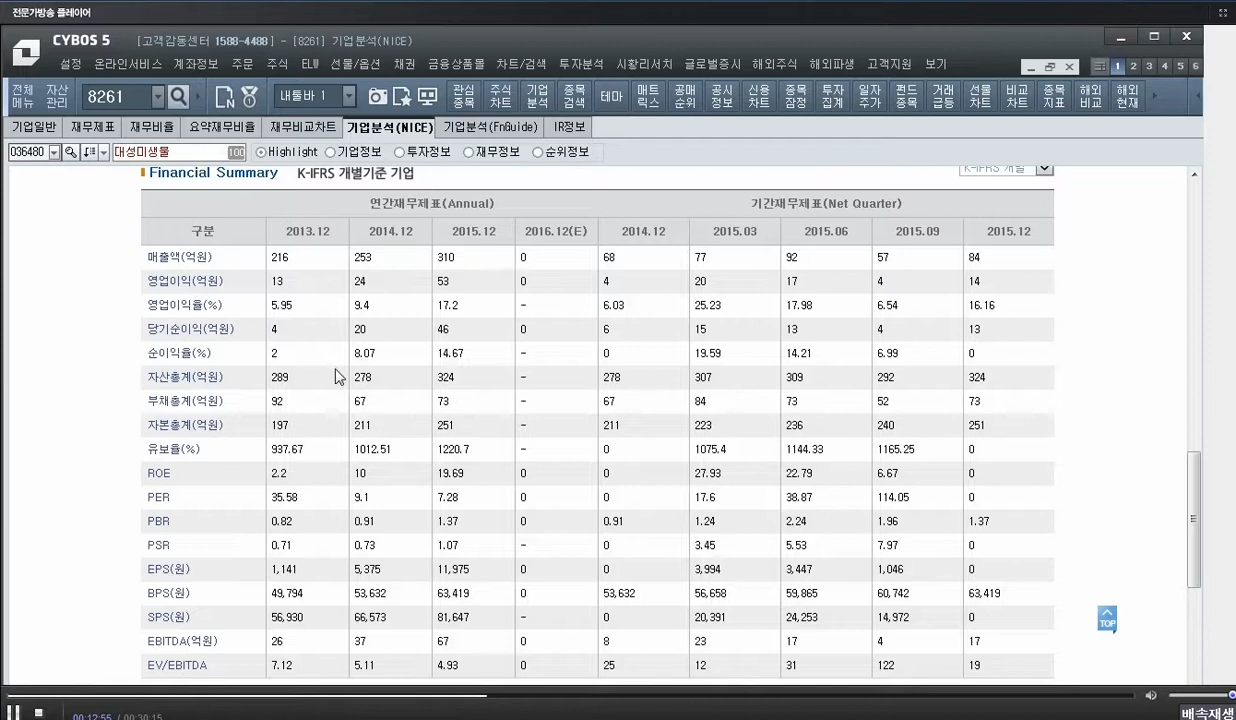 전문가방송 플레이어
CYBOS 5 [고객감동센터 1588-4488] - [8261] 기업분석(NICE)
설정 온라인서비스 계좌정보 주문 주식 ELW 선물/옵션 채권 금융상품몰 차트/검색 투자분석 시황리서치 글로벌증시 해외주식 해외파생 고객지원 보기
1 2 3 4 5 6
전체메뉴 자산관리 8261 내툴바 1 관심종목 주식차트 기업분석 종목검색 테마 매트릭스 공매순위 공시정보 신용차트 종목잠정 투자집계 일자주가 펀드종목 거래급등 선물차트 비교차트 종목지표 해외비교 해외현재
기업일반 재무제표 재무비율 요약재무비율 재무비교차트 기업분석(NICE) 기업분석(FnGuide) IR정보
036480 대성미생물 100 Highlight 기업정보 투자정보 재무정보 순위정보
Financial Summary K-IFRS 개별기준 기업 K-IFRS 개별
연간재무제표(Annual) 기간재무제표(Net Quarter)
구분 2013.12 2014.12 2015.12 2016.12(E) 2014.12 2015.03 2015.06 2015.09 2015.12
매출액(억원) 216 253 310 0 68 77 92 57 84
영업이익(억원) 13 24 53 0 4 20 17 4 14
영업이익율(%) 5.95 9.4 17.2 - 6.03 25.23 17.98 6.54 16.16
당기순이익(억원) 4 20 46 0 6 15 13 4 13
순이익율(%) 2 8.07 14.67 - 0 19.59 14.21 6.99 0
자산총계(억원) 289 278 324 - 278 307 309 292 324
부채총계(억원) 92 67 73 - 67 84 73 52 73
자본총계(억원) 197 211 251 - 211 223 236 240 251
유보율(%) 937.67 1012.51 1220.7 - 0 1075.4 1144.33 1165.25 0
ROE 2.2 10 19.69 0 27.93 22.79 6.67 0
PER 35.58 9.1 7.28 0 0 17.6 38.87 114.05 0
PBR 0.82 0.91 1.37 0 0.91 1.24 2.24 1.96 1.37
PSR 0.71 0.73 1.07 - 0 3.45 5.53 7.97 0
EPS(원) 1,141 5,375 11,975 0 0 3,994 3,447 1,046 0
BPS(원) 49,794 53,632 63,419 0 53,632 56,658 59,865 60,742 63,419
SPS(원) 56,930 66,573 81,647 - 0 20,391 24,253 14,972 0
EBITDA(억원) 26 37 67 0 8 23 17 4 17
EV/EBITDA 7.12 5.11 4.93 0 25 12 31 122 19
TOP
00:12:55 / 00:30:15 배속재생